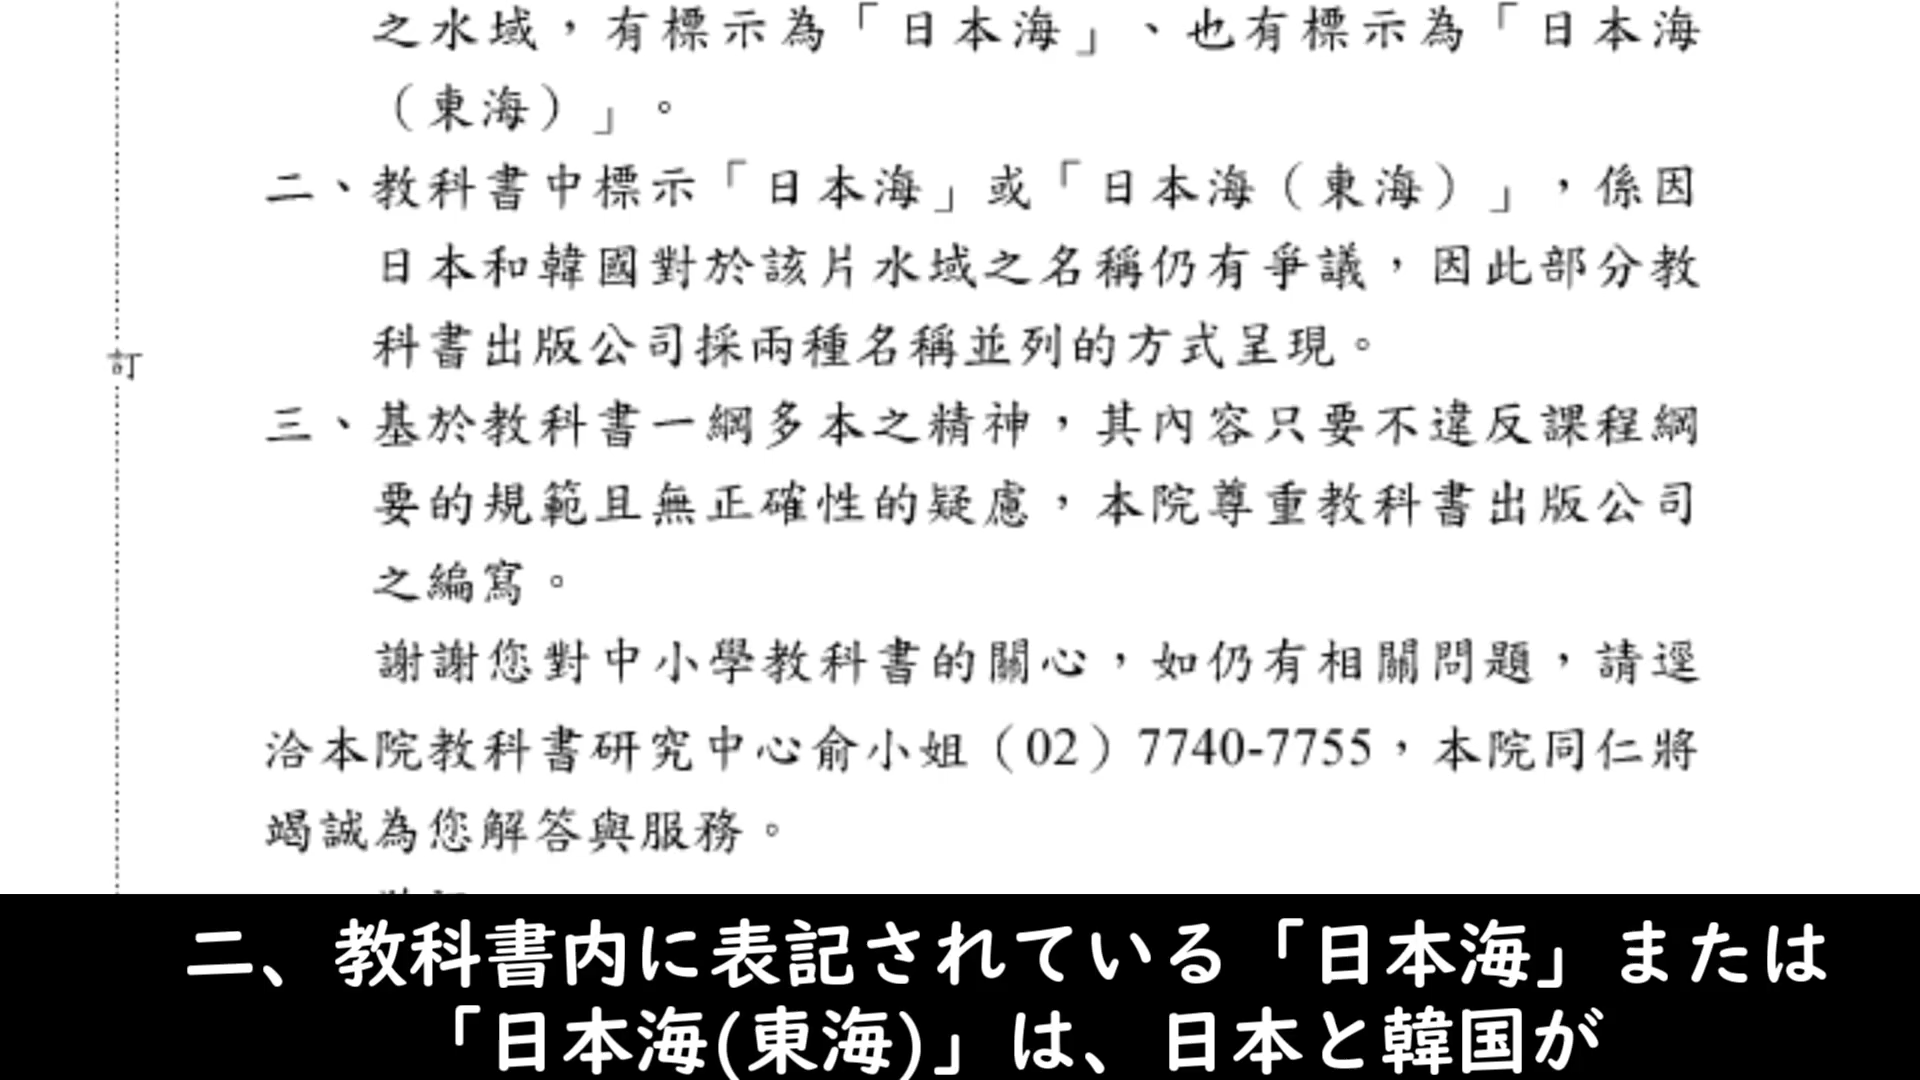 之水域，有標示為「日本海」、也有標示為「日本海
（東海）」。
二、教科書中標示「日本海」或「日本海（東海）」，係因
日本和韓國對於該片水域之名稱仍有爭議，因此部分教
科書出版公司採兩種名稱並列的方式呈現。
訂
三、基於教科書一綱多本之精神，其內容只要不違反課程綱
要的規範且無正確性的疑慮，本院尊重教科書出版公司
之編寫。
謝謝您對中小學教科書的關心，如仍有相關問題，請逕
洽本院教科書研究中心俞小姐（02）7740-7755，本院同仁將
竭誠為您解答與服務。
二、教科書内に表記されている「日本海」または
「日本海(東海)」は、日本と韓国が